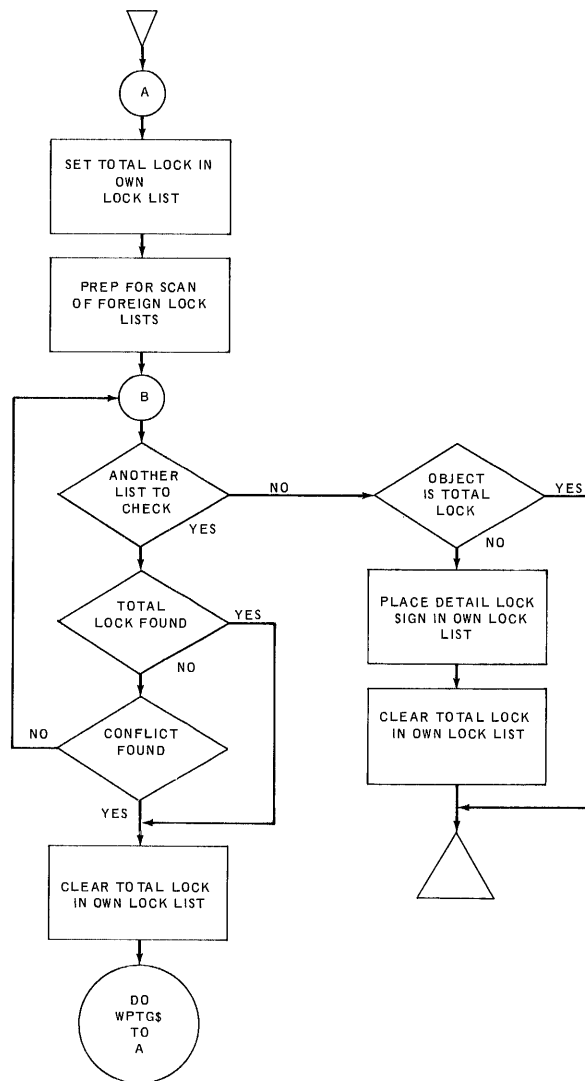 A
SET TOTAL LOCK IN
OWN
LOCK LIST
PREP FOR SCAN
OF FOREIGN LOCK
LISTS
B
ANOTHER
LIST TO
CHECK
NO
YES
OBJECT
IS TOTAL
LOCK
YES
NO
TOTAL
LOCK FOUND
YES
NO
PLACE DETAIL LOCK
SIGN IN OWN LOCK
LIST
CONFLICT
FOUND
NO
YES
CLEAR TOTAL LOCK
IN OWN LOCK LIST
CLEAR TOTAL LOCK
IN OWN LOCK LIST
DO
WPTG$
TO
A